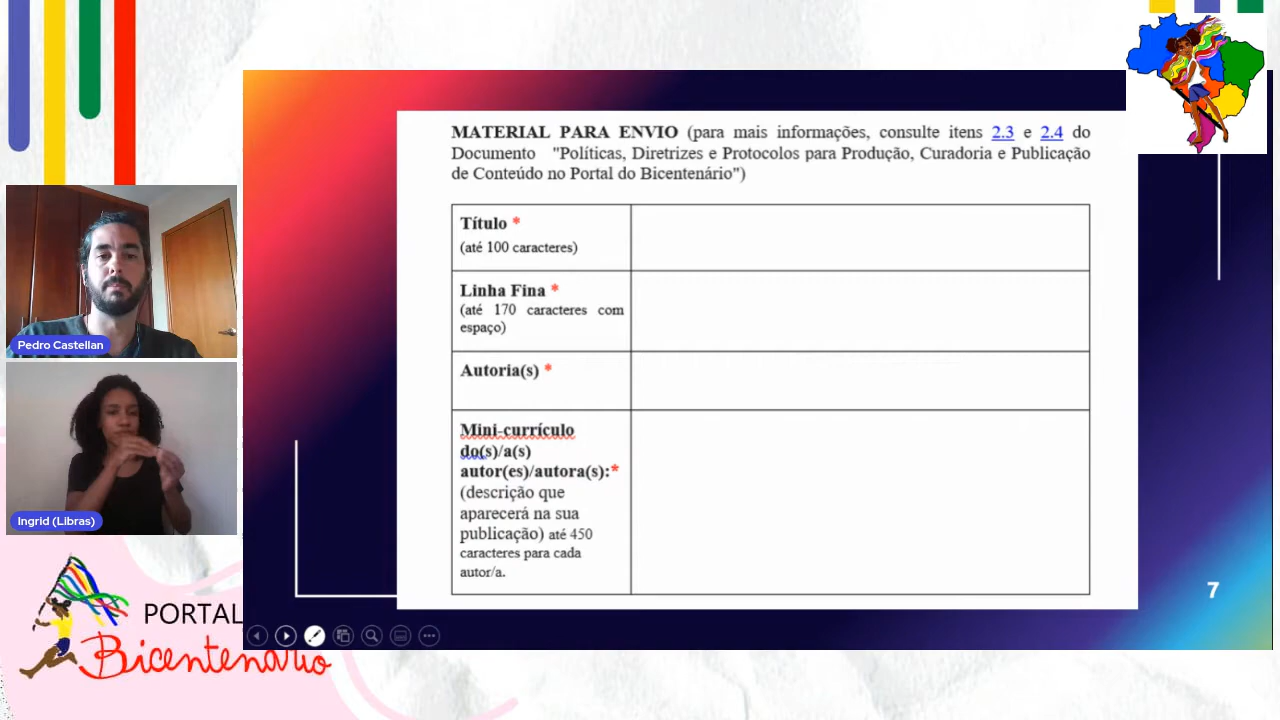 MATERIAL PARA ENVIO (para mais informações, consulte itens 2.3 e 2.4 do
Documento "Políticas, Diretrizes e Protocolos para Produção, Curadoria e Publicação
de Conteúdo no Portal do Bicentenário")
Título *
(até 100 caracteres)
Linha Fina *
(até 170 caracteres com
espaço)
Autoria(s) *
Mini-currículo
do(s)/a(s)
autor(es)/autora(s):*
(descrição que
aparecerá na sua
publicação) até 450
caracteres para cada
autor/a.
7
Pedro Castellan
Ingrid (Libras)
PORTAL
Bicentenário